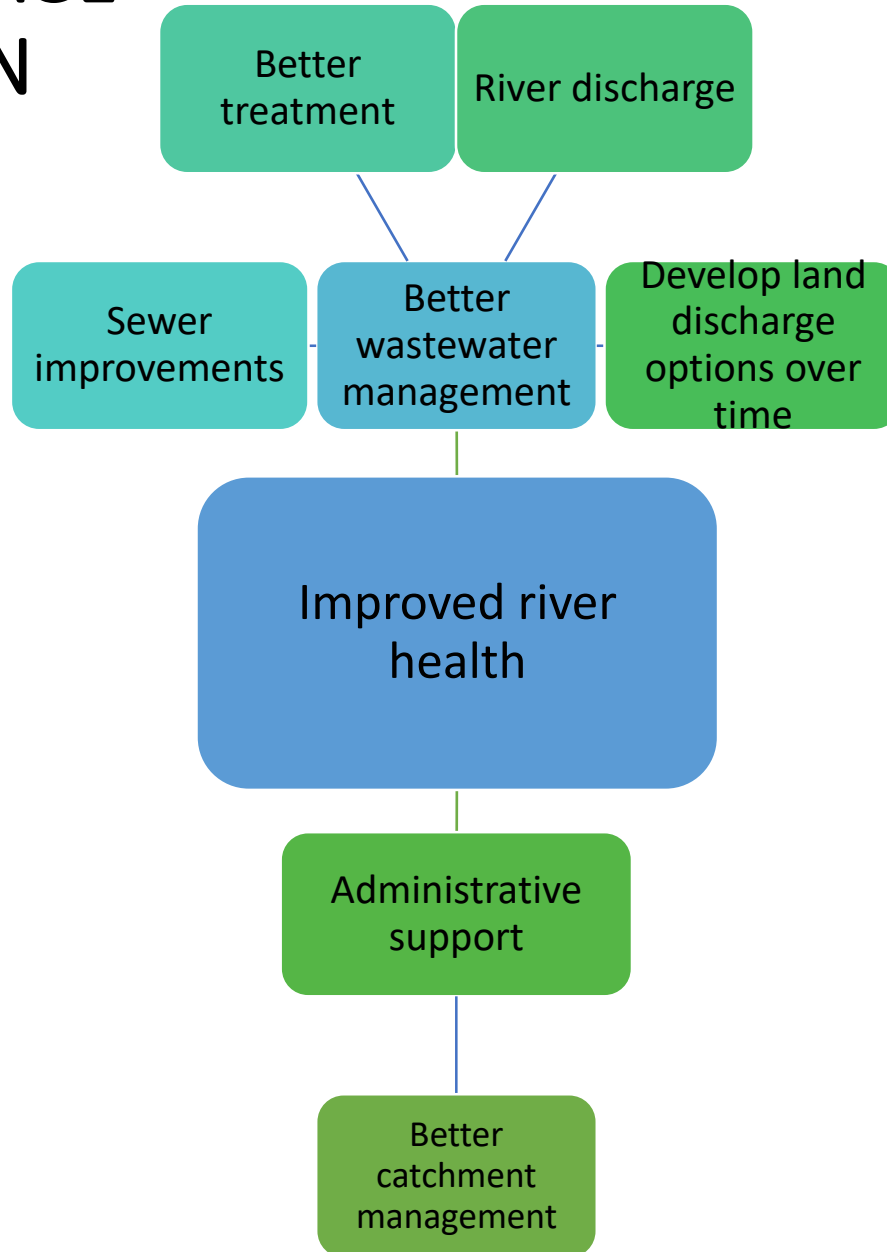 Better
treatment
River discharge
Sewer
improvements
Better
wastewater
management
Develop land
discharge
options over
time
Improved river
health
Administrative
support
Better
catchment
management